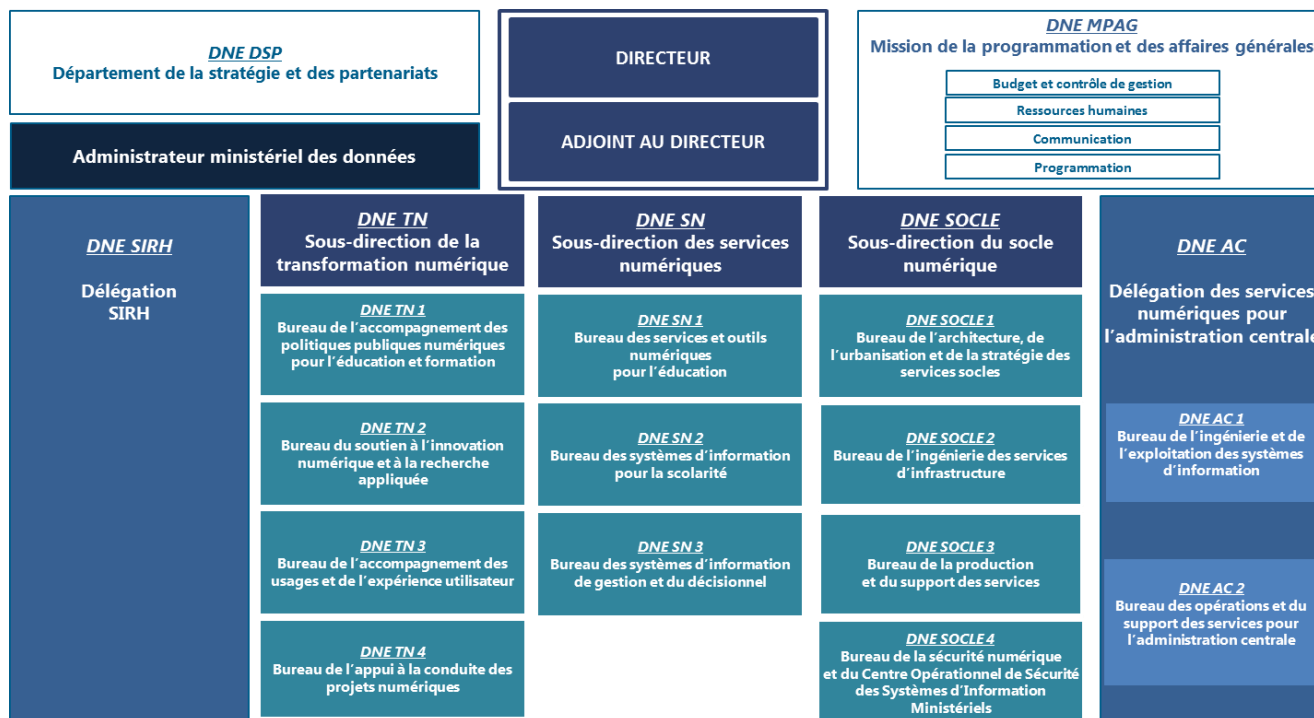 DNE DSP
Département de la stratégie et des partenariats
Administrateur ministériel des données
DIRECTEUR
ADJOINT AU DIRECTEUR
DNE MPAG
Mission de la programmation et des affaires générales
Budget et contrôle de gestion
Ressources humaines
Communication
Programmation
DNE SIRH
Délégation
SIRH
DNE TN
Sous-direction de la
transformation numérique
DNE TN 1
Bureau de l'accompagnement des
politiques publiques numériques
pour l'éducation et formation
DNE TN 2
Bureau du soutien à l'innovation
numérique et à la recherche
appliquée
DNE TN 3
Bureau de l'accompagnement des
usages et de l'expérience utilisateur
DNE TN 4
Bureau de l'appui à la conduite des
projets numériques
DNE SN
Sous-direction des services
numériques
DNE SN 1
Bureau des services et outils
numériques
pour l'éducation
DNE SN 2
Bureau des systèmes d'information
pour la scolarité
DNE SN 3
Bureau des systèmes d'information
de gestion et du décisionnel
DNE SOCLE
Sous-direction du socle
numérique
DNE SOCLE 1
Bureau de l'architecture, de
l'urbanisation et de la stratégie des
services socles
DNE SOCLE 2
Bureau de l'ingénierie des services
d'infrastructure
DNE SOCLE 3
Bureau de la production
et du support des services
DNE SOCLE 4
Bureau de la sécurité numérique
et du Centre Opérationnel de Sécurité
des Systèmes d'Information
Ministériels
DNE AC
Délégation des services
numériques pour
l'administration centrale
DNE AC 1
Bureau de l'ingénierie et de
l'exploitation des systèmes
d'information
DNE AC 2
Bureau des opérations et du
support des services pour
l'administration centrale